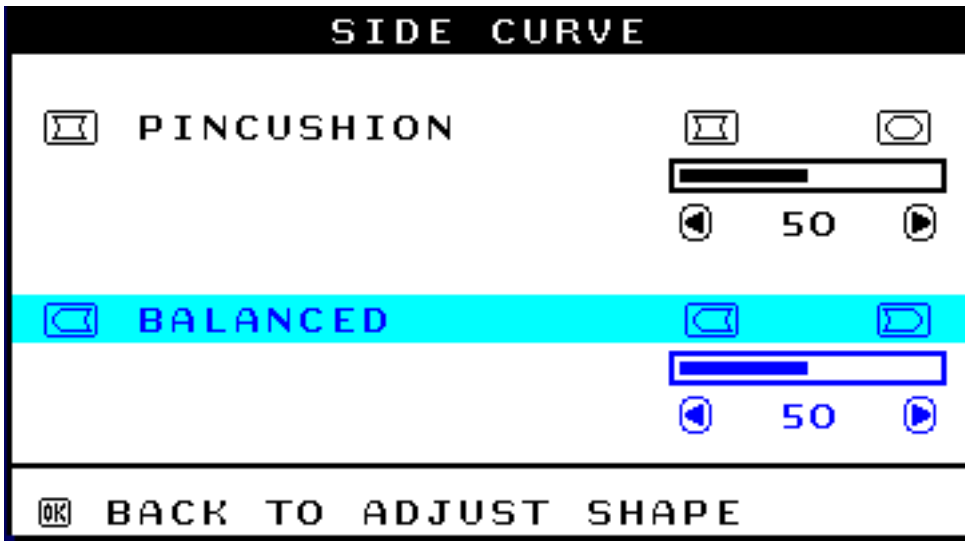 SIDE CURVE
PINCUSHION
50
BALANCED
50
OK BACK TO ADJUST SHAPE